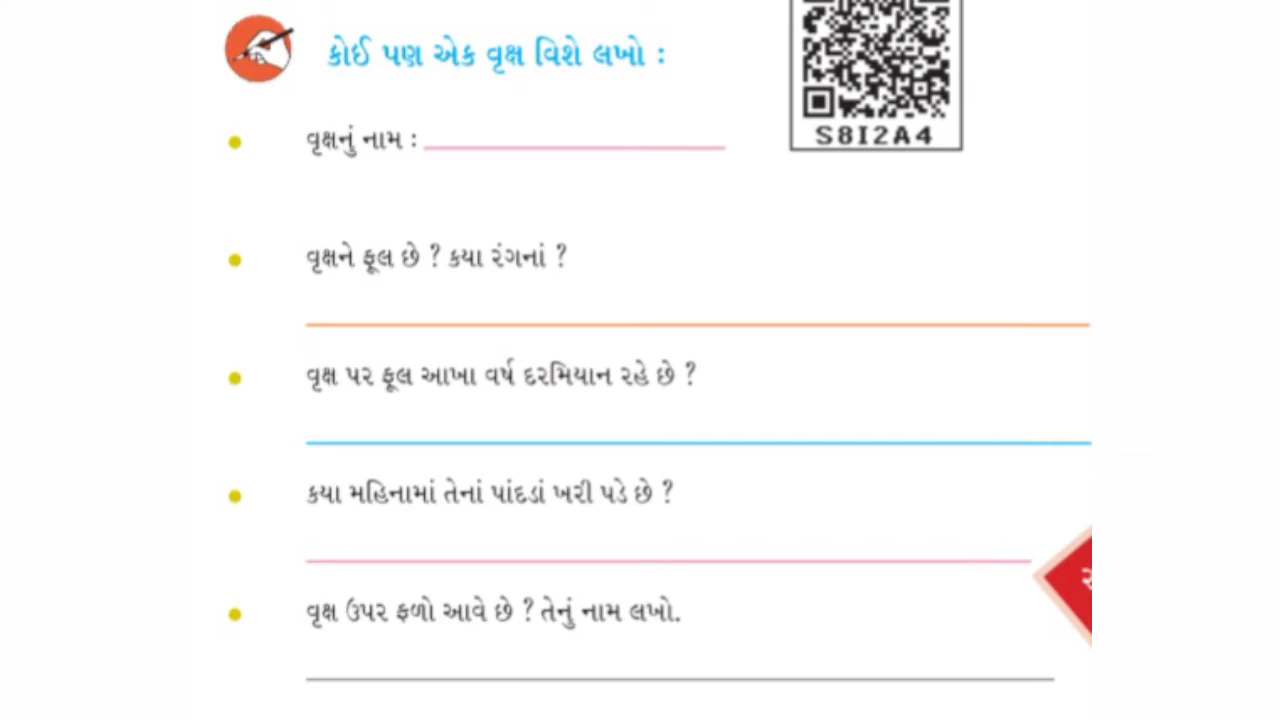 કોઈ પણ એક વૃક્ષ વિશે લખો :
S8I2A4
વૃક્ષનું નામ :
વૃક્ષને ફૂલ છે ? કયા રંગનાં ?
વૃક્ષ પર ફૂલ આખા વર્ષ દરમિયાન રહે છે ?
કયા મહિનામાં તેનાં પાંદડાં ખરી પડે છે ?
વૃક્ષ ઉપર ફળો આવે છે ? તેનું નામ લખો.